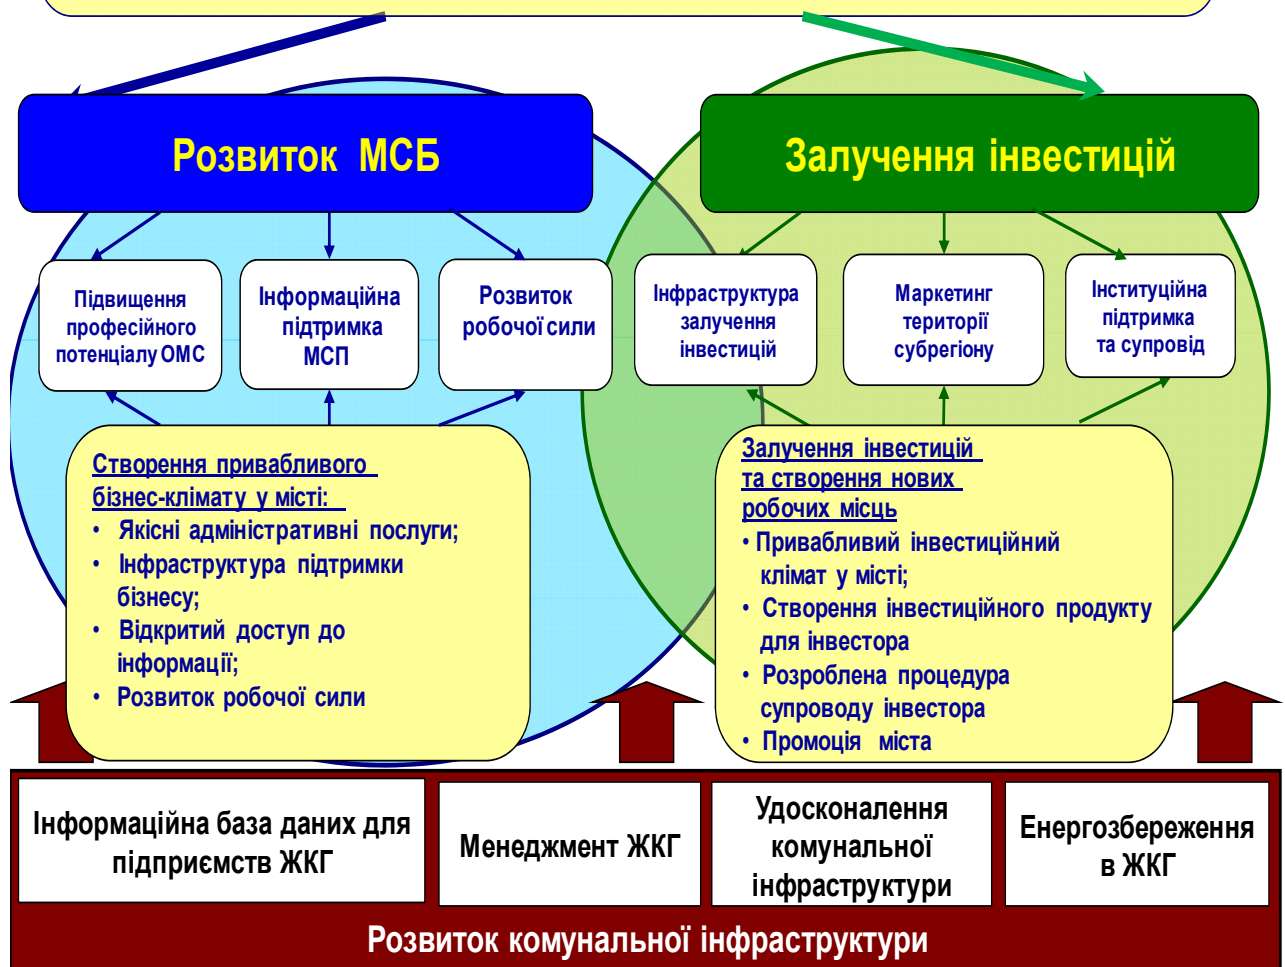 Розвиток МСБ
Залучення інвестицій
Підвищення
професійного
потенціалу ОМС
Інформаційна
підтримка
МСП
Розвиток
робочої сили
Інфраструктура
залучення
інвестицій
Маркетинг
території
субрегіону
Інституційна
підтримка
та супровід
Створення привабливого
бізнес-клімату у місті:
• Якісні адміністративні послуги;
• Інфраструктура підтримки
бізнесу;
• Відкритий доступ до
інформації;
• Розвиток робочої сили
Залучення інвестицій
та створення нових
робочих місць
• Привабливий інвестиційний
клімат у місті;
• Створення інвестиційного продукту
для інвестора
• Розроблена процедура
супроводу інвестора
• Промоція міста
Інформаційна база даних для
підприємств ЖКГ
Менеджмент ЖКГ
Удосконалення
комунальної
інфраструктури
Енергозбереження
в ЖКГ
Розвиток комунальної інфраструктури